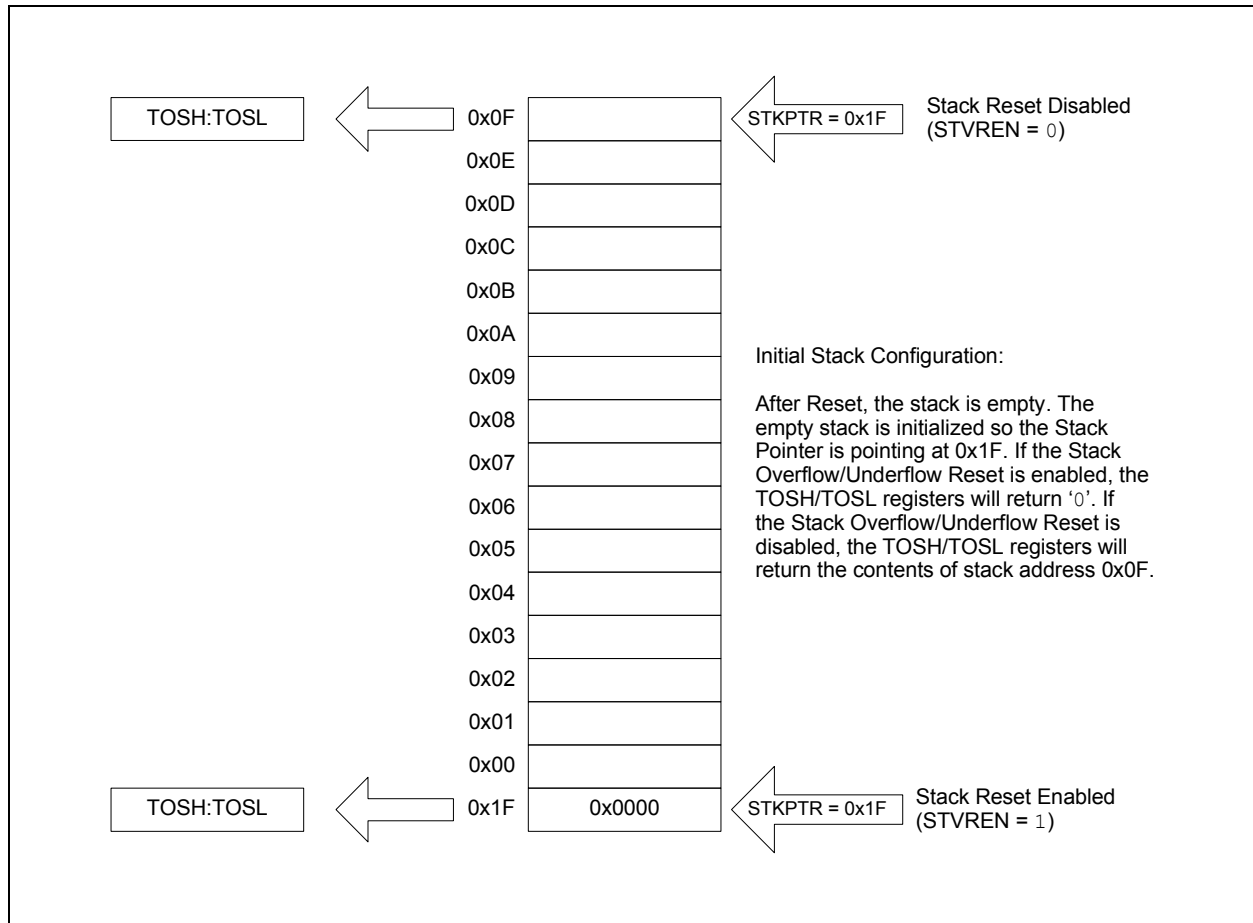 TOSH:TOSL
0x0F
STKPTR = 0x1F
Stack Reset Disabled
(STVREN = 0)
0x0E
0x0D
0x0C
0x0B
0x0A
0x09
0x08
0x07
0x06
0x05
0x04
0x03
0x02
0x01
0x00
Initial Stack Configuration:
After Reset, the stack is empty. The
empty stack is initialized so the Stack
Pointer is pointing at 0x1F. If the Stack
Overflow/Underflow Reset is enabled, the
TOSH/TOSL registers will return ‘0’. If
the Stack Overflow/Underflow Reset is
disabled, the TOSH/TOSL registers will
return the contents of stack address 0x0F.
TOSH:TOSL
0x1F
0x0000
STKPTR = 0x1F
Stack Reset Enabled
(STVREN = 1)